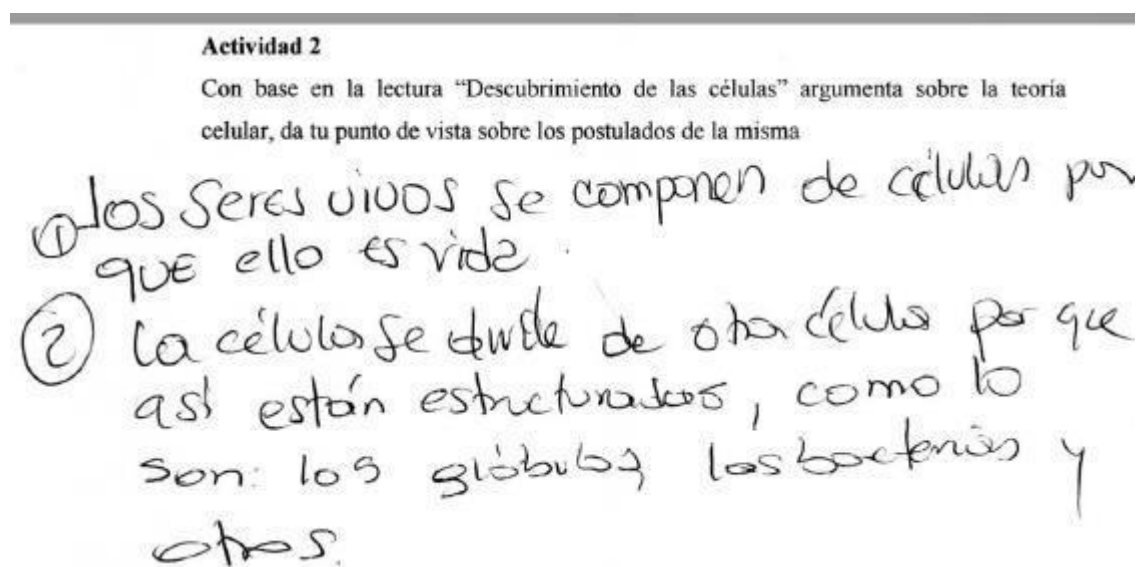 Actividad 2
Con base en la lectura “Descubrimiento de las células” argumenta sobre la teoría
celular, da tu punto de vista sobre los postulados de la misma
① los seres vivos se componen de células por
que ello es vida.
② La célula se divide de otra célula por que
así están estructurados, como lo
son: los glóbulos, las bacterias y
otros.